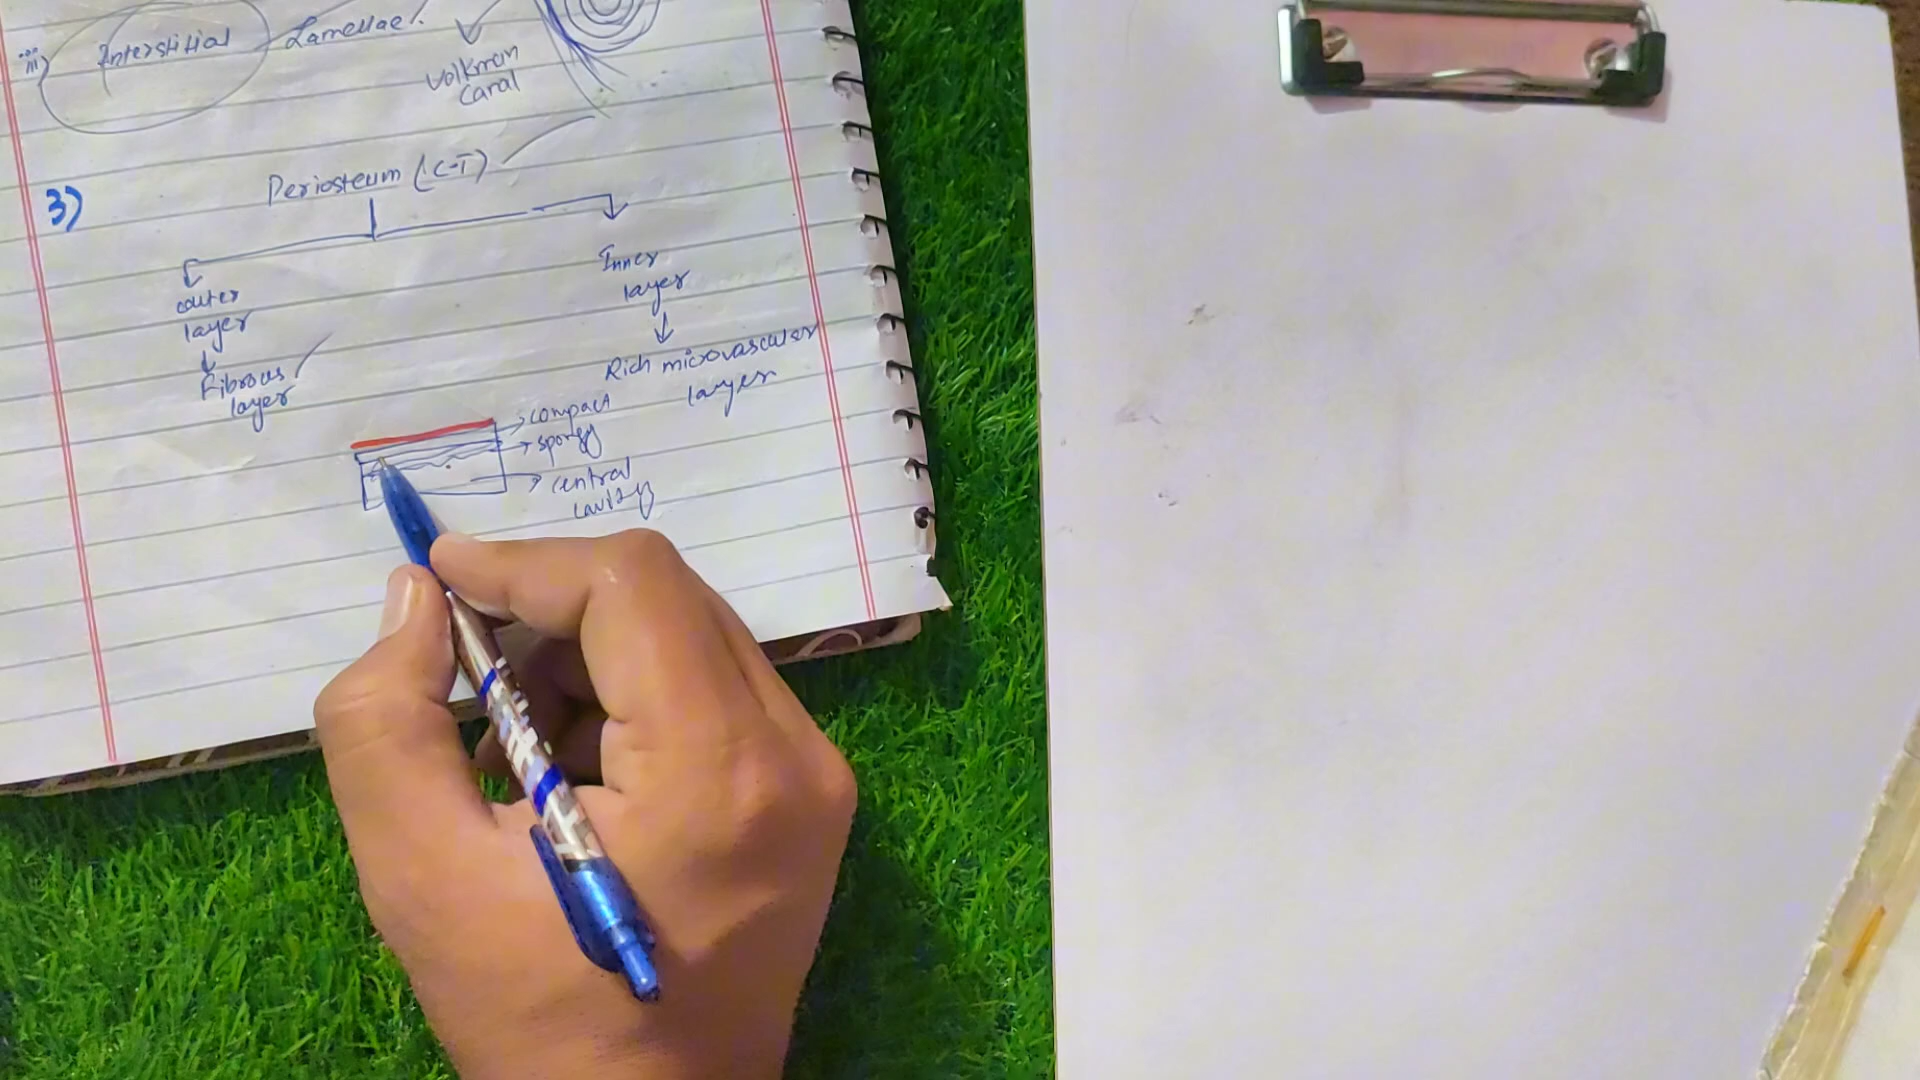 iii) Interstitial Lamellae.
Volkman
Canal
3)
Periosteum (C-T)
outer
layer
Fibrous
layer
Inner
layer
Rich microvascular
layer
compact
spongy
central
cavity